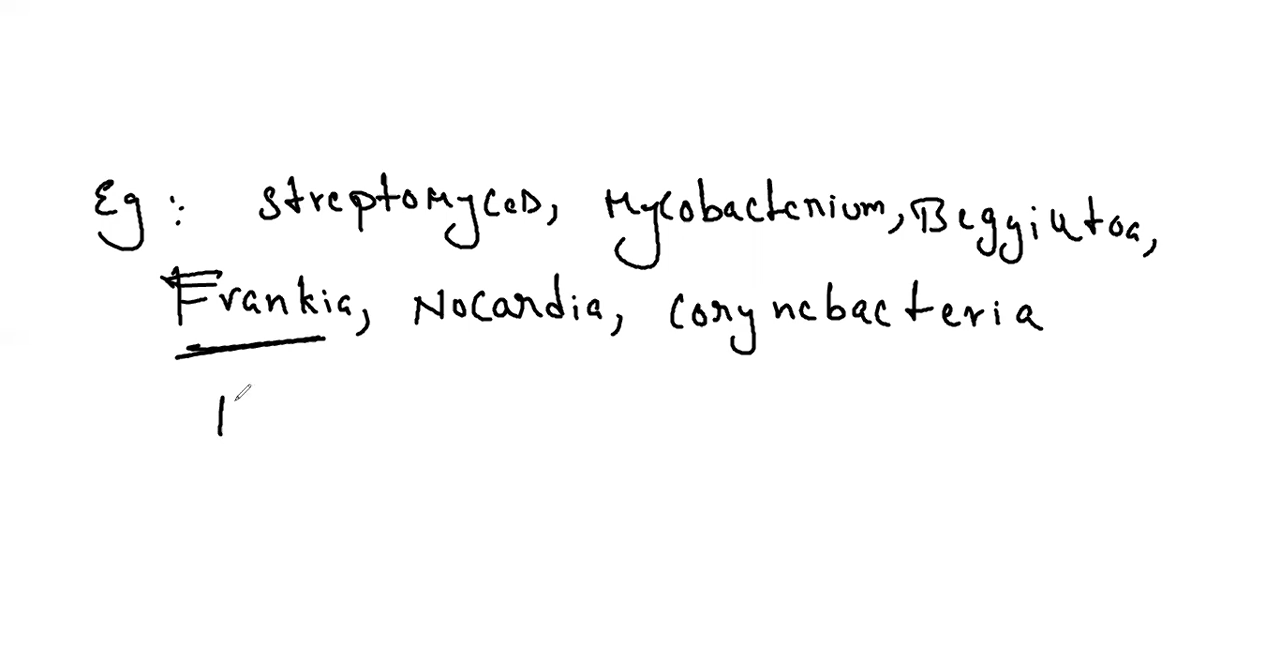 Eg: Streptomyces, Mycobacterium, Beggiatoa,
Frankia, Nocardia, Corynebacteria